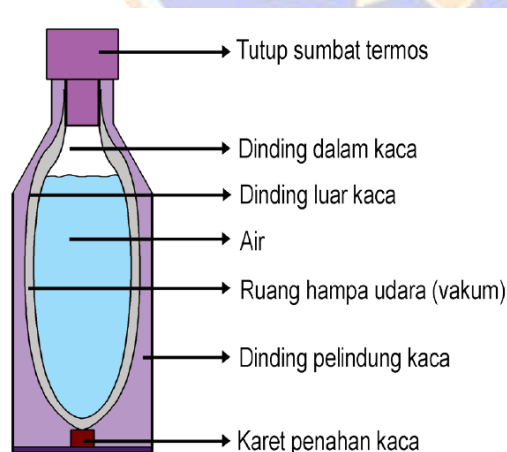 Tutup sumbat termos
Dinding dalam kaca
Dinding luar kaca
Air
Ruang hampa udara (vakum)
Dinding pelindung kaca
Karet penahan kaca